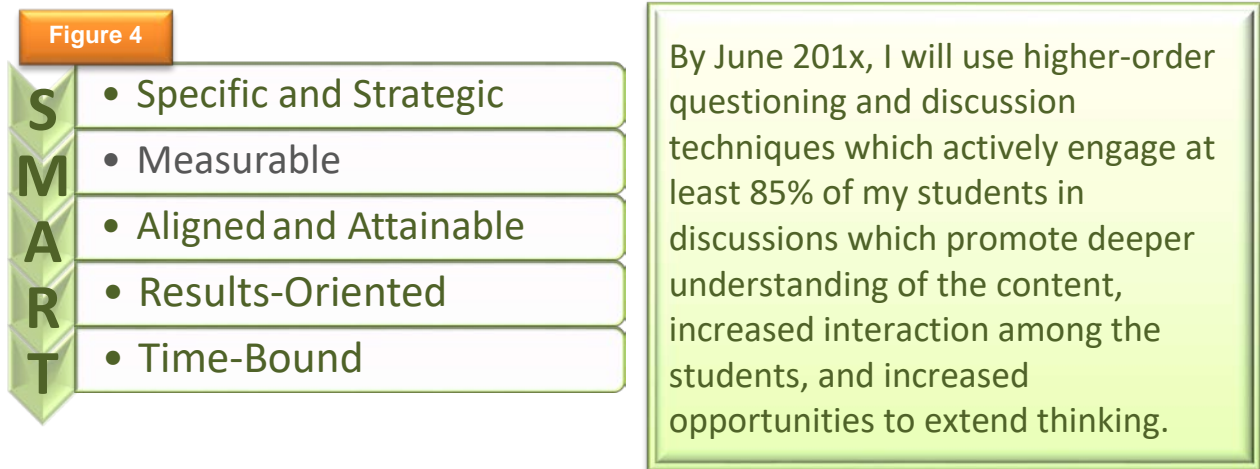 Figure 4
S
• Specific and Strategic
M
• Measurable
A
• Aligned and Attainable
R
• Results-Oriented
T
• Time-Bound
By June 201x, I will use higher-order
questioning and discussion
techniques which actively engage at
least 85% of my students in
discussions which promote deeper
understanding of the content,
increased interaction among the
students, and increased
opportunities to extend thinking.